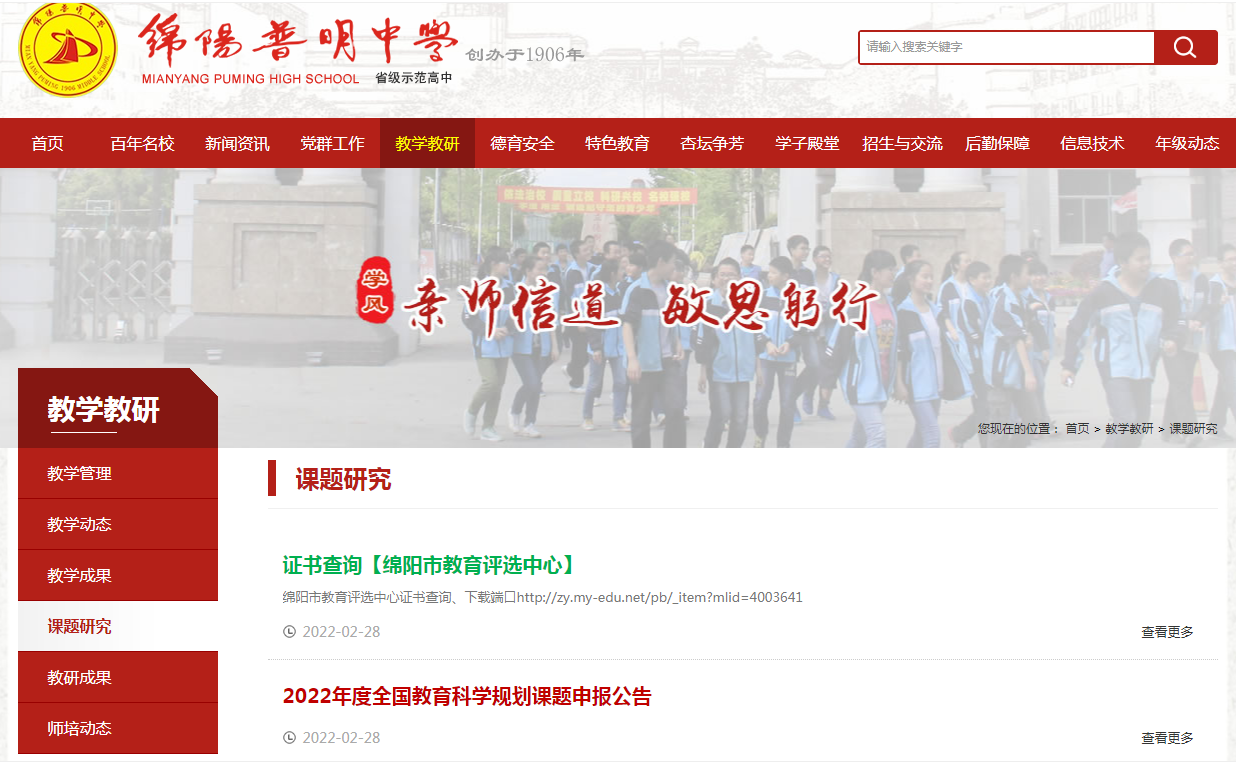 绵陽普明中学
MIANYANG PUMING HIGH SCHOOL 省级示范高中
创办于1906年
请输入搜索关键字
首页 百年名校 新闻资讯 党群工作 教学教研 德育安全 特色教育 杏坛争芳 学子殿堂 招生与交流 后勤保障 信息技术 年级动态
学风
亲师信道 敏思躬行
您现在的位置: 首页 > 教学教研 > 课题研究
教学教研
教学管理
教学动态
教学成果
课题研究
教研成果
师培动态
课题研究
证书查询【绵阳市教育评选中心】
绵阳市教育评选中心证书查询、下载端口http://zy.my-edu.net/pb/_item?mlid=4003641
2022-02-28 查看更多
2022年度全国教育科学规划课题申报公告
2022-02-28 查看更多